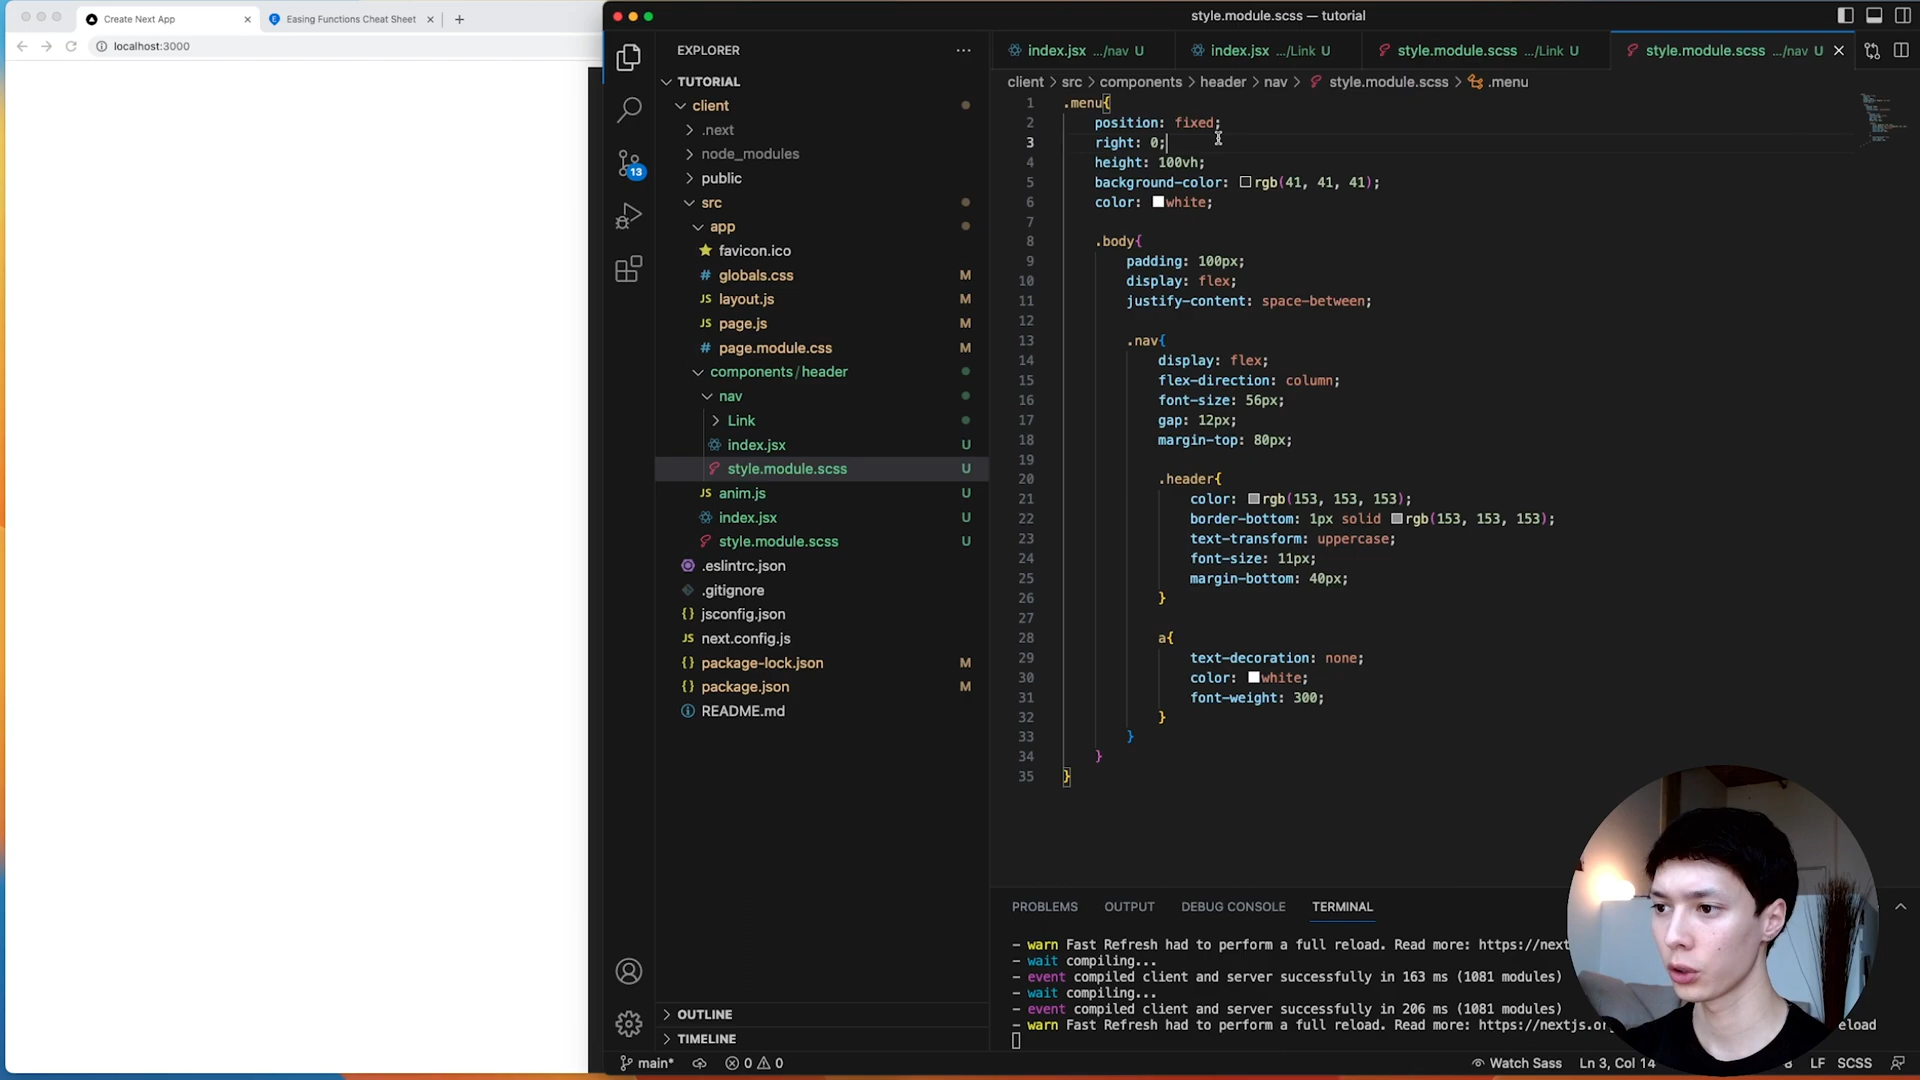 Create Next App
Easing Functions Cheat Sheet
localhost:3000
style.module.scss — tutorial
EXPLORER
TUTORIAL
client
.next
node_modules
public
src
app
favicon.ico
globals.css M
layout.js M
page.js M
page.module.css M
components/header
nav
Link
index.jsx U
style.module.scss U
anim.js U
index.jsx U
style.module.scss U
.eslintrc.json
.gitignore
jsconfig.json
next.config.js
package-lock.json M
package.json M
README.md
OUTLINE
TIMELINE
13
index.jsx .../nav U
index.jsx .../Link U
style.module.scss .../Link U
style.module.scss .../nav U
client > src > components > header > nav > style.module.scss > .menu
1 .menu{
2 position: fixed;
3 right: 0;
4 height: 100vh;
5 background-color: rgb(41, 41, 41);
6 color: white;
7
8 .body{
9 padding: 100px;
10 display: flex;
11 justify-content: space-between;
12
13 .nav{
14 display: flex;
15 flex-direction: column;
16 font-size: 56px;
17 gap: 12px;
18 margin-top: 80px;
19
20 .header{
21 color: rgb(153, 153, 153);
22 border-bottom: 1px solid rgb(153, 153, 153);
23 text-transform: uppercase;
24 font-size: 11px;
25 margin-bottom: 40px;
26 }
27
28 a{
29 text-decoration: none;
30 color: white;
31 font-weight: 300;
32 }
33 }
34 }
35 }
PROBLEMS OUTPUT DEBUG CONSOLE TERMINAL
- warn Fast Refresh had to perform a full reload. Read more: https://next
- wait compiling...
- event compiled client and server successfully in 163 ms (1081 modules)
- wait compiling...
- event compiled client and server successfully in 206 ms (1081 modules)
- warn Fast Refresh had to perform a full reload. Read more: https://nextjs.or eload
main* 0 0 Watch Sass Ln 3, Col 14 8 LF SCSS